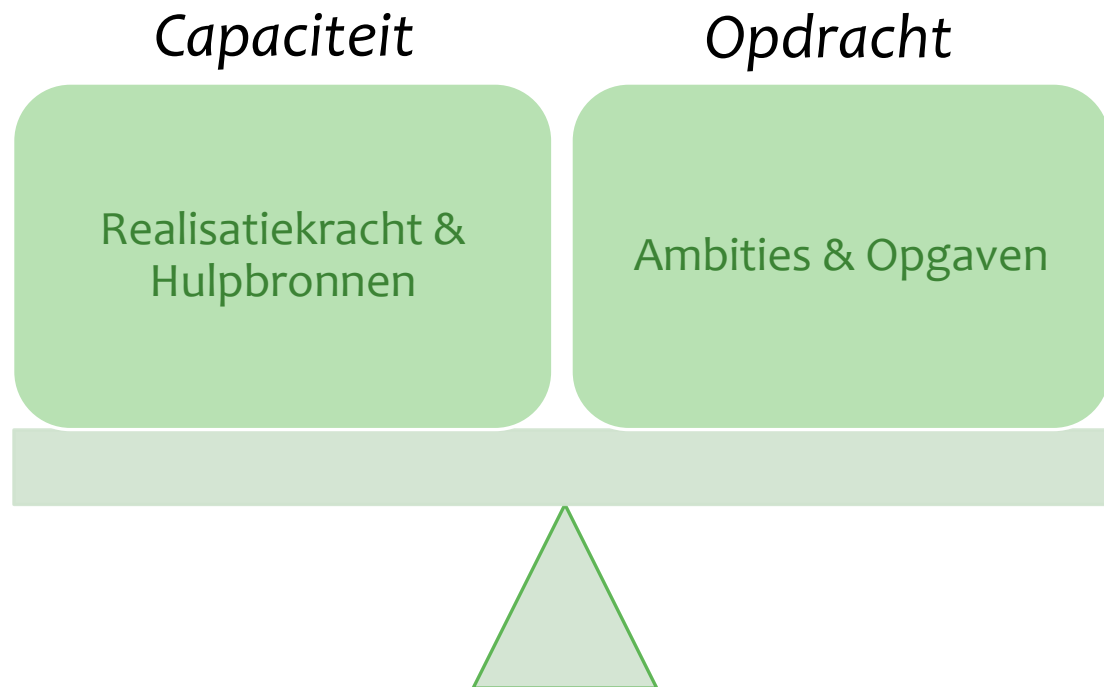 Capaciteit
Opdracht
Realisatiekracht &
Hulpbronnen
Ambities & Opgaven